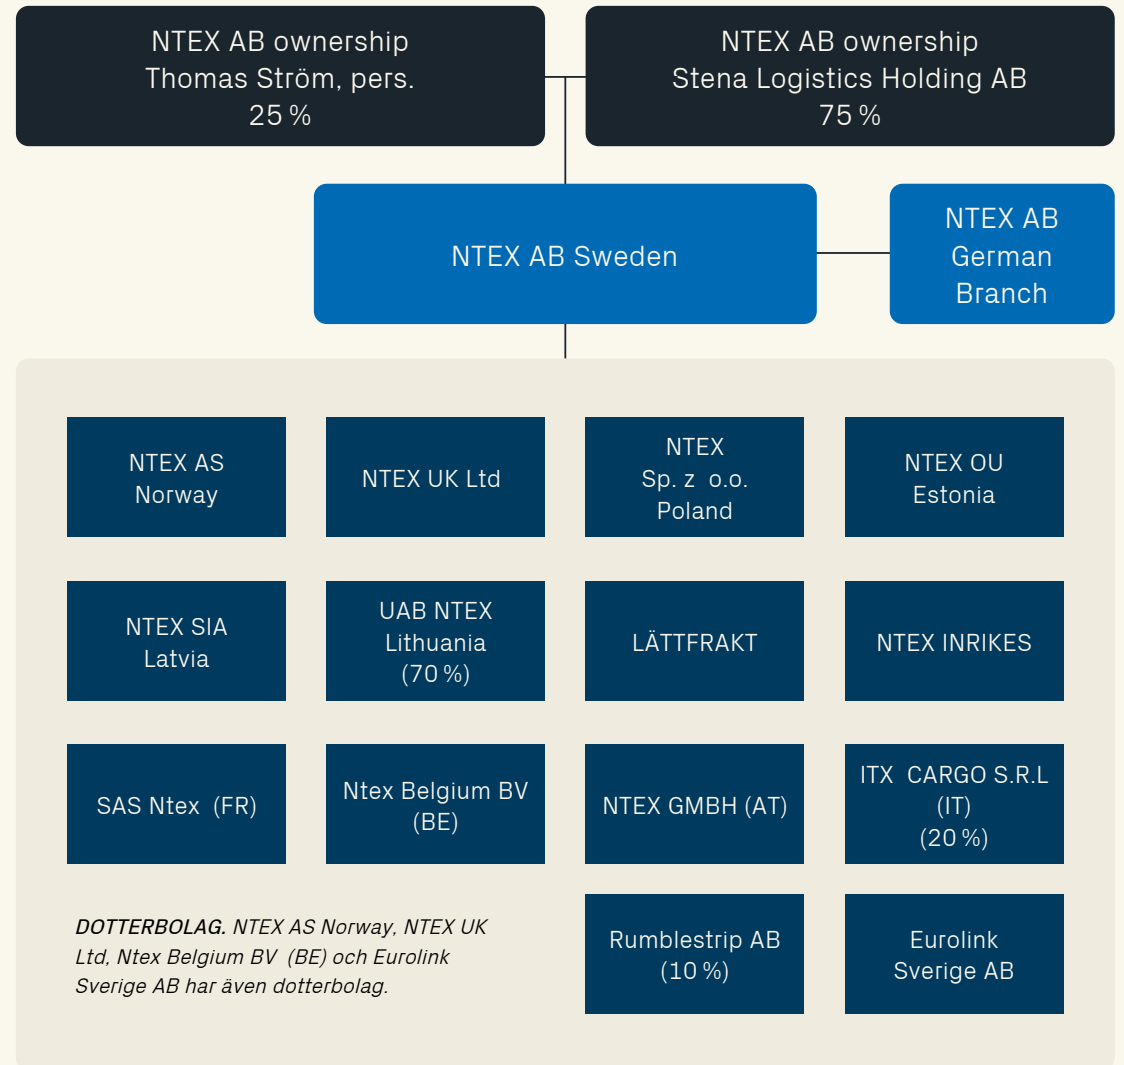 NTEX AB ownership
Thomas Ström, pers.
25 %
NTEX AB ownership
Stena Logistics Holding AB
75 %
NTEX AB Sweden
NTEX AB
German
Branch
NTEX AS
Norway
NTEX UK Ltd
NTEX
Sp. z o.o.
Poland
NTEX OU
Estonia
NTEX SIA
Latvia
UAB NTEX
Lithuania
(70 %)
LÄTTFRAKT
NTEX INRIKES
SAS Ntex (FR)
Ntex Belgium BV
(BE)
NTEX GMBH (AT)
ITX CARGO S.R.L
(IT)
(20 %)
DOTTERBOLAG. NTEX AS Norway, NTEX UK
Ltd, Ntex Belgium BV (BE) och Eurolink
Sverige AB har även dotterbolag.
Rumblestrip AB
(10 %)
Eurolink
Sverige AB